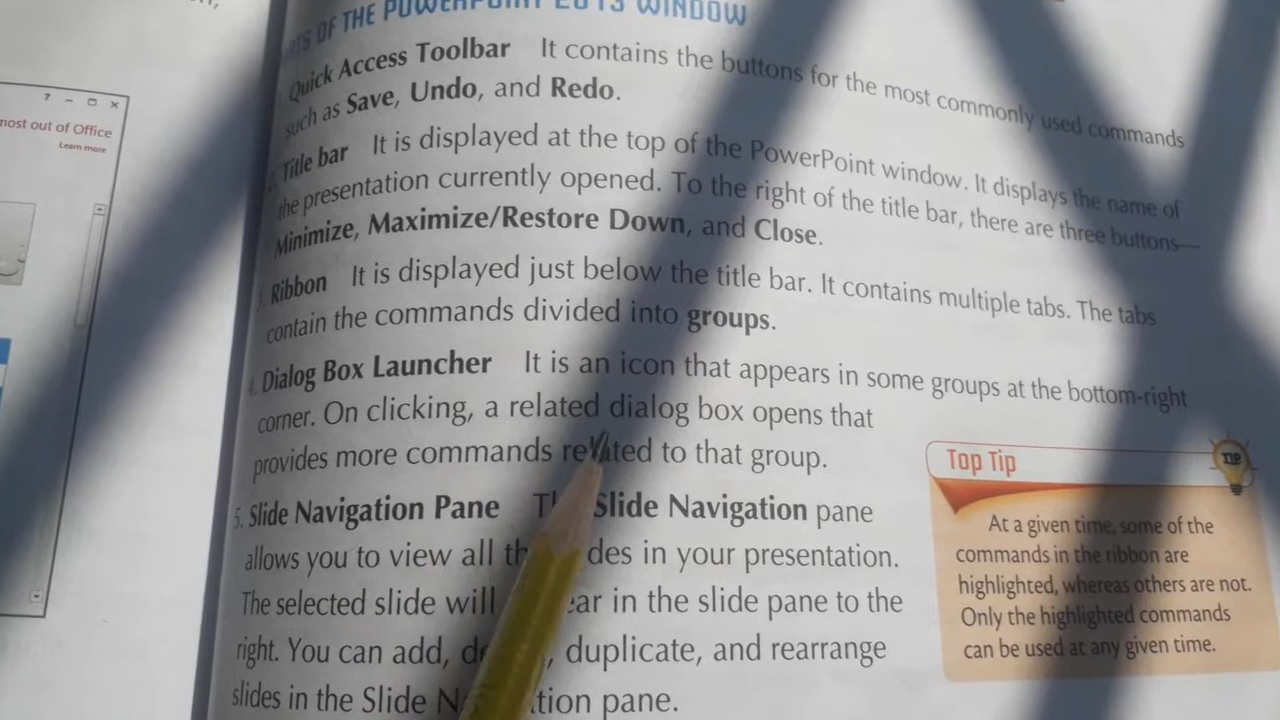 OF THE POWERPOINT 2013 WINDOW
Quick Access Toolbar It contains the buttons for the most commonly used commands
such as Save, Undo, and Redo.
Title bar It is displayed at the top of the PowerPoint window. It displays the name of
the presentation currently opened. To the right of the title bar, there are three buttons—
Minimize, Maximize/Restore Down, and Close.
Ribbon It is displayed just below the title bar. It contains multiple tabs. The tabs
contain the commands divided into groups.
4. Dialog Box Launcher It is an icon that appears in some groups at the bottom-right
corner. On clicking, a related dialog box opens that
provides more commands related to that group.
5. Slide Navigation Pane Slide Navigation pane
allows you to view all in your presentation.
The selected slide will in the slide pane to the
right. You can add, duplicate, and rearrange
slides in the Slide pane.
Top Tip
TIP
At a given time, some of the
commands in the ribbon are
highlighted, whereas others are not.
Only the highlighted commands
can be used at any given time.
most out of Office
Learn more